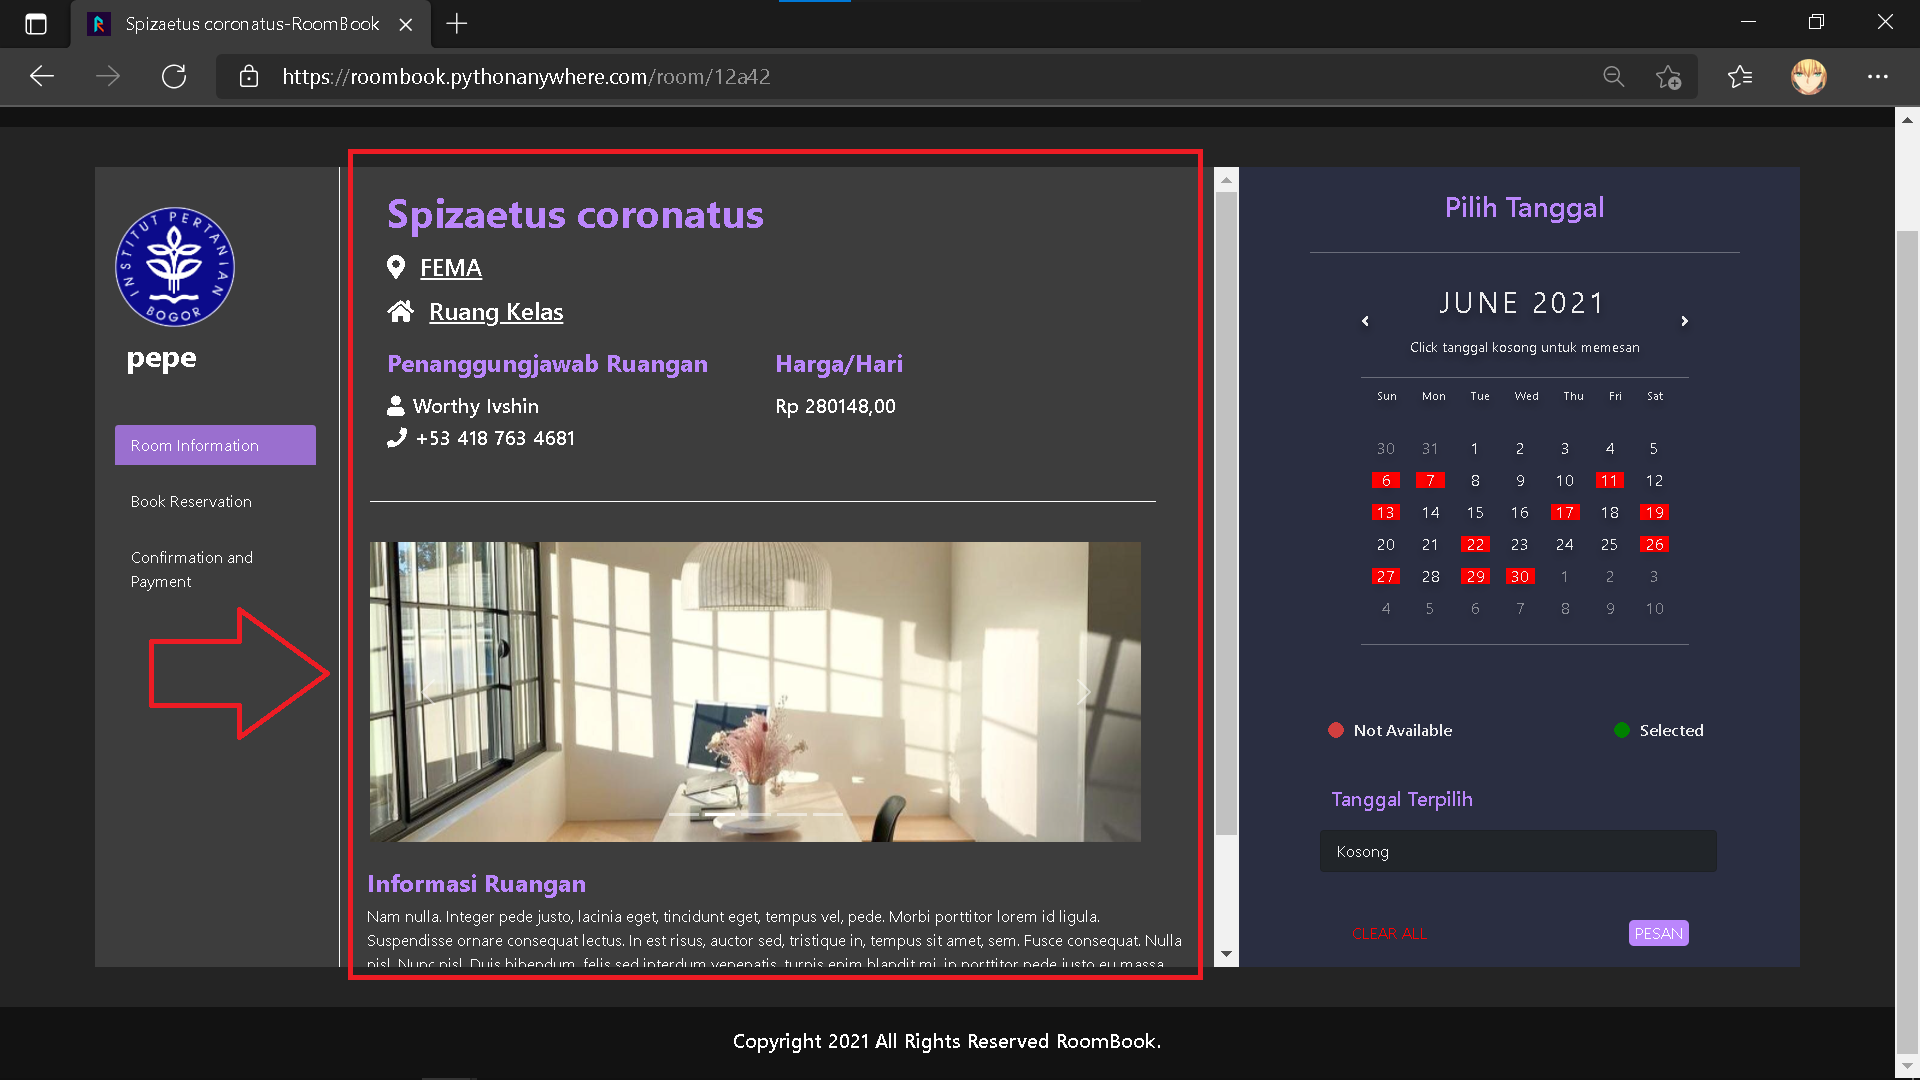 Spizaetus coronatus-RoomBook
https://roombook.pythonanywhere.com/room/12a42
INSTITUT PERTANIAN
BOGOR
pepe
Room Information
Book Reservation
Confirmation and
Payment
Spizaetus coronatus
FEMA
Ruang Kelas
Penanggungjawab Ruangan
Harga/Hari
Worthy Ivshin
Rp 280148,00
+53 418 763 4681
Informasi Ruangan
Nam nulla. Integer pede justo, lacinia eget, tincidunt eget, tempus vel, pede. Morbi porttitor lorem id ligula.
Suspendisse ornare consequat lectus. In est risus, auctor sed, tristique in, tempus sit amet, sem. Fusce consequat. Nulla
nisl. Nunc nisl. Duis bibendum, felis sed interdum venenatis, turpis enim blandit mi, in porttitor pede justo eu massa.
Pilih Tanggal
JUNE 2021
Click tanggal kosong untuk memesan
Sun Mon Tue Wed Thu Fri Sat
30 31 1 2 3 4 5
6 7 8 9 10 11 12
13 14 15 16 17 18 19
20 21 22 23 24 25 26
27 28 29 30 1 2 3
4 5 6 7 8 9 10
Not Available
Selected
Tanggal Terpilih
Kosong
CLEAR ALL
PESAN
Copyright 2021 All Rights Reserved RoomBook.